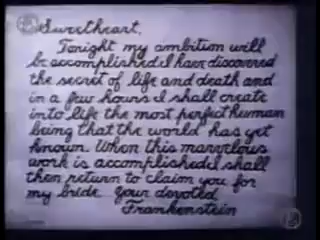 Sweetheart,
Tonight my ambition will
be accomplished. I have discovered
the secret of life and death and
in a few hours I shall create
into life the most perfect human
being that the world has yet
known. When this marvelous
work is accomplished I shall
then return to claim you for
my bride. Your devoted
Frankenstein